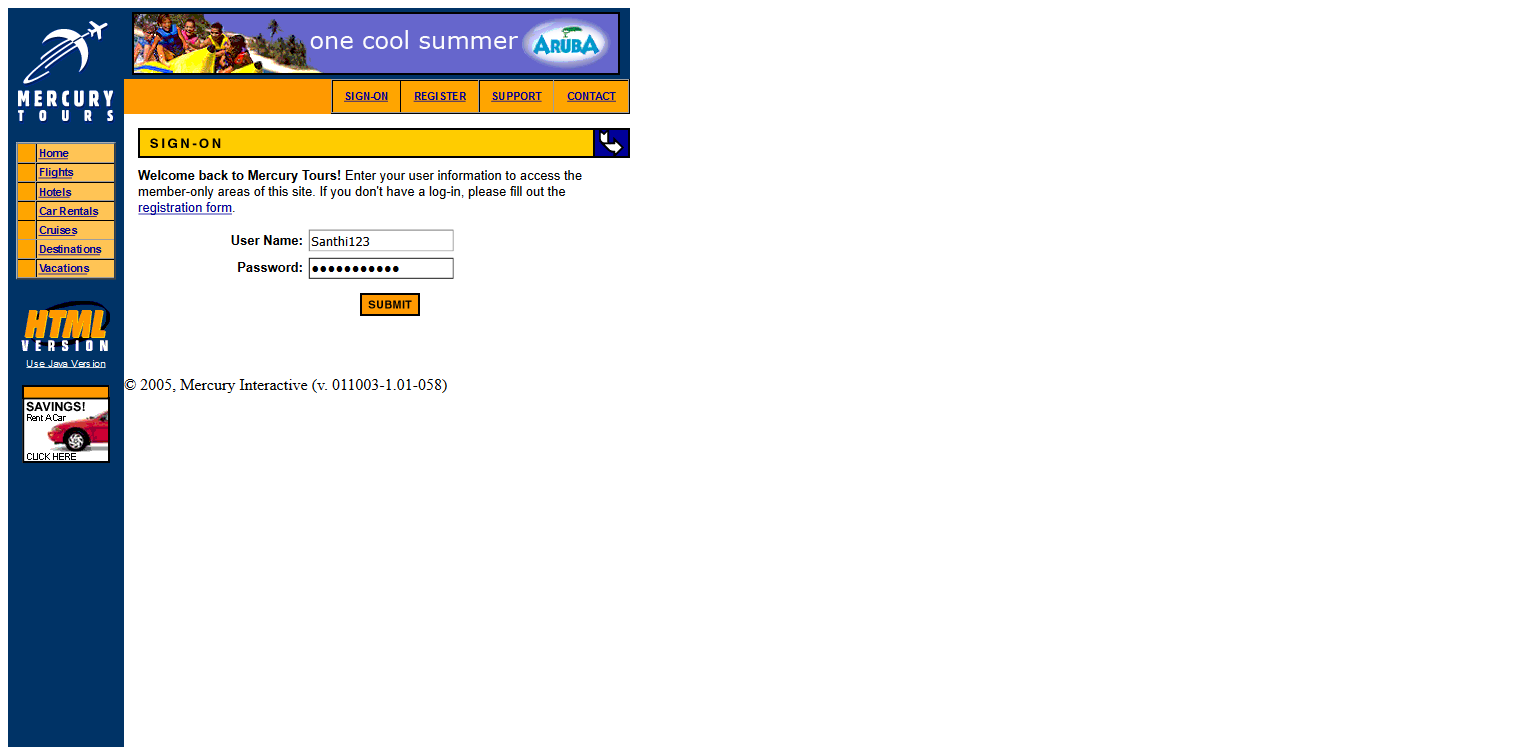 one cool summer ARUBA
MERCURY
TOURS
SIGN-ON REGISTER SUPPORT CONTACT
SIGN-ON
Home
Flights
Hotels
Car Rentals
Cruises
Destinations
Vacations
Welcome back to Mercury Tours! Enter your user information to access the
member-only areas of this site. If you don't have a log-in, please fill out the
registration form.
User Name: Santhi123
Password: •••••••••••
SUBMIT
HTML
VERSION
Use Java Version
SAVINGS!
Rent A Car
CLICK HERE
© 2005, Mercury Interactive (v. 011003-1.01-058)